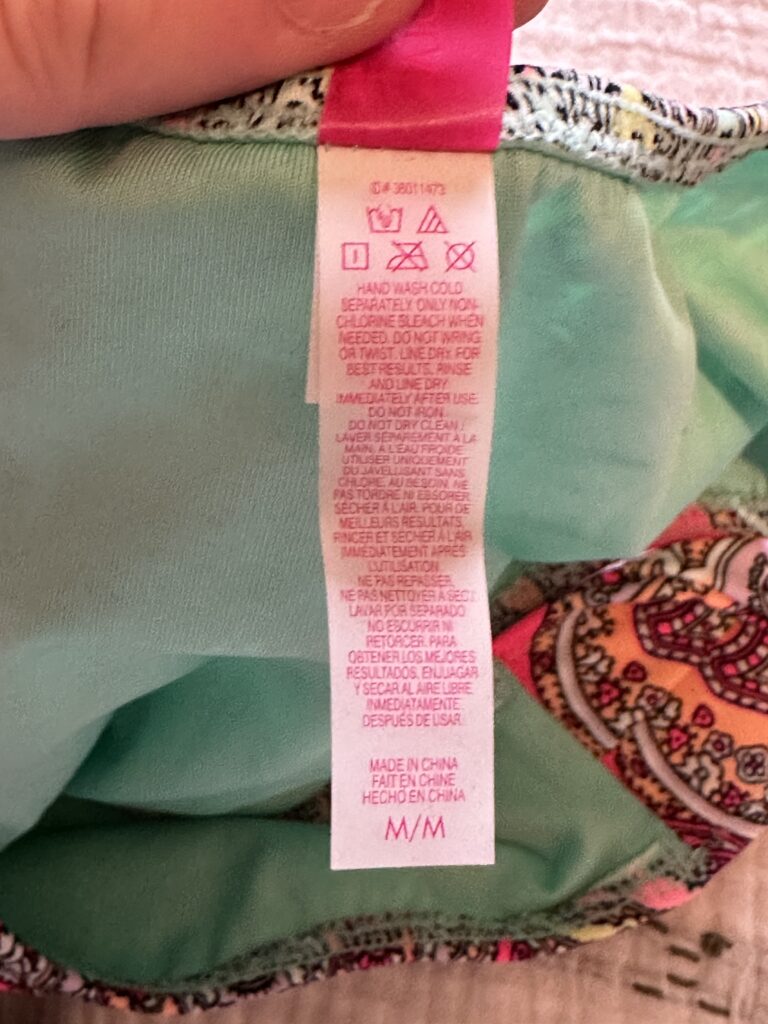 ID# 36011473
HAND WASH COLD
SEPARATELY. ONLY NON-
CHLORINE BLEACH WHEN
NEEDED. DO NOT WRING
OR TWIST. LINE DRY. FOR
BEST RESULTS, RINSE
AND LINE DRY
IMMEDIATELY AFTER USE.
DO NOT IRON.
DO NOT DRY CLEAN./
LAVER SÉPARÉMENT À LA
MAIN, À L'EAU FROIDE.
UTILISER UNIQUEMENT
DU JAVELLISANT SANS
CHLORE, AU BESOIN. NE
PAS TORDRE NI ESSORER.
SÉCHER À L'AIR. POUR DE
MEILLEURS RÉSULTATS,
RINCER ET SÉCHER À L'AIR
IMMÉDIATEMENT APRÈS
L'UTILISATION.
NE PAS REPASSER.
NE PAS NETTOYER À SEC./
LAVAR POR SEPARADO.
NO ESCURRIR NI
RETORCER. PARA
OBTENER LOS MEJORES
RESULTADOS, ENJUAGAR
Y SECAR AL AIRE LIBRE
INMEDIATAMENTE
DESPUÉS DE USAR.
MADE IN CHINA
FAIT EN CHINE
HECHO EN CHINA
M/M